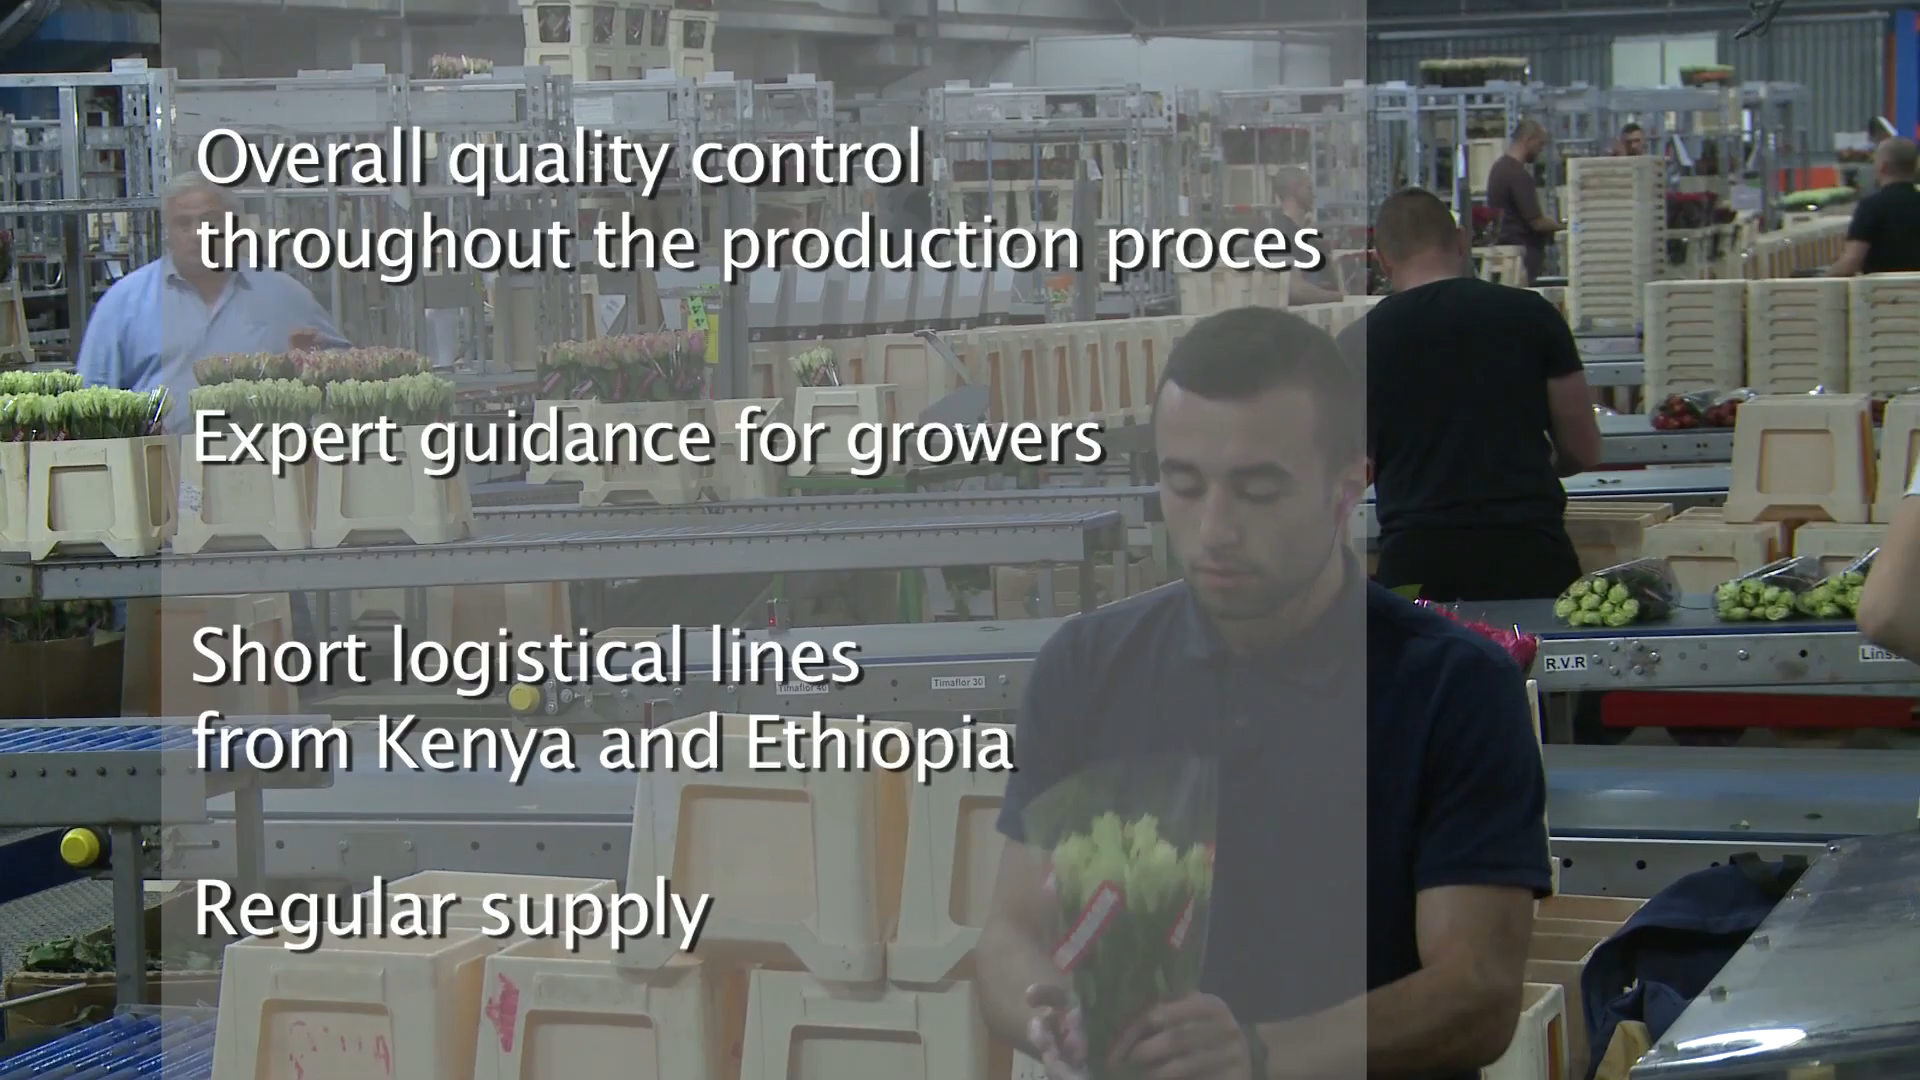 Overall quality control
throughout the production proces
Expert guidance for growers
Short logistical lines
Timaflor 40
Timaflor 30
R.V.R
from Kenya and Ethiopia
Regular supply